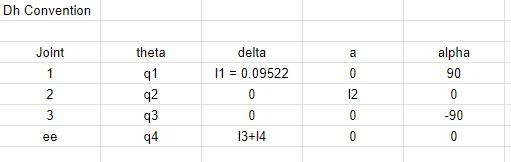 Dh Convention
Joint theta delta a alpha
1 q1 l1 = 0.09522 0 90
2 q2 0 l2 0
3 q3 0 0 -90
ee q4 l3+l4 0 0